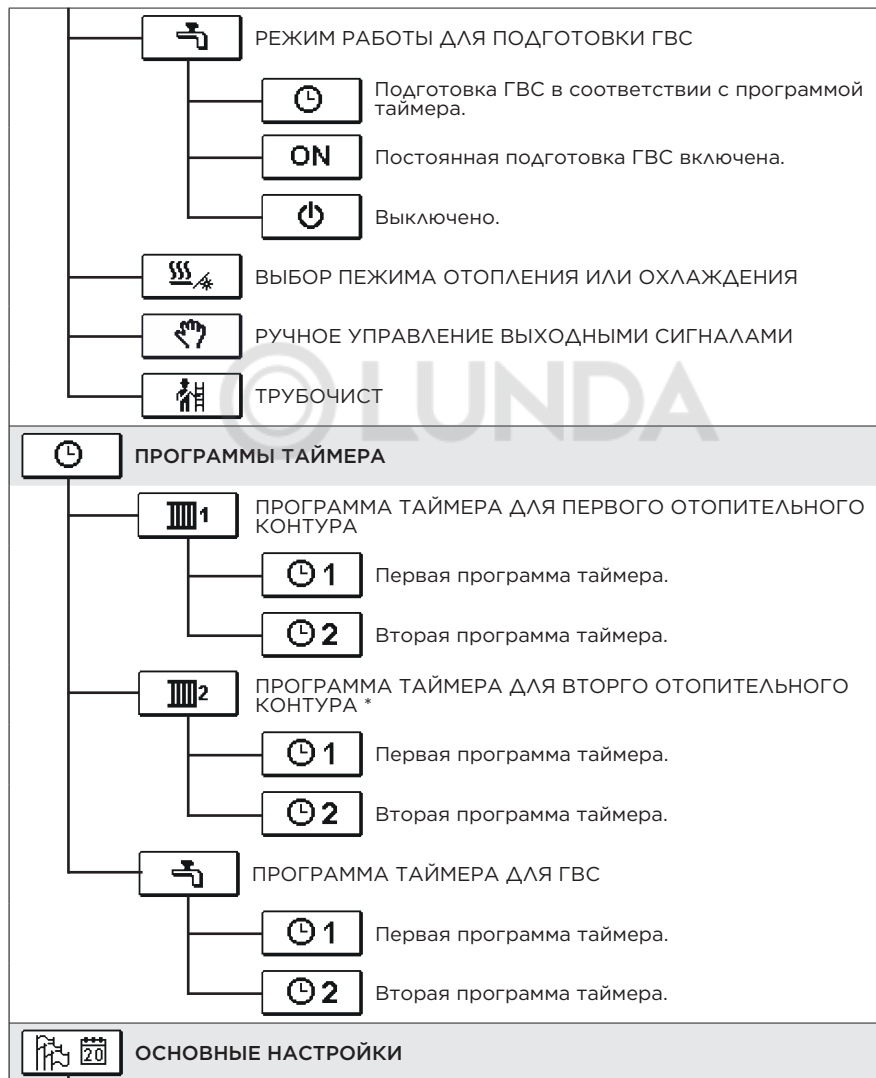 РЕЖИМ РАБОТЫ ДЛЯ ПОДГОТОВКИ ГВС
Подготовка ГВС в соответствии с программой
таймера.
ON
Постоянная подготовка ГВС включена.
Выключено.
ВЫБОР ПЕЖИМА ОТОПЛЕНИЯ ИЛИ ОХЛАЖДЕНИЯ
РУЧНОЕ УПРАВЛЕНИЕ ВЫХОДНЫМИ СИГНАЛАМИ
ТРУБОЧИСТ
LUNDA
ПРОГРАММЫ ТАЙМЕРА
1
ПРОГРАММА ТАЙМЕРА ДЛЯ ПЕРВОГО ОТОПИТЕЛЬНОГО
КОНТУРА
1
Первая программа таймера.
2
Вторая программа таймера.
2
ПРОГРАММА ТАЙМЕРА ДЛЯ ВТОРГО ОТОПИТЕЛЬНОГО
КОНТУРА *
1
Первая программа таймера.
2
Вторая программа таймера.
ПРОГРАММА ТАЙМЕРА ДЛЯ ГВС
1
Первая программа таймера.
2
Вторая программа таймера.
20
ОСНОВНЫЕ НАСТРОЙКИ